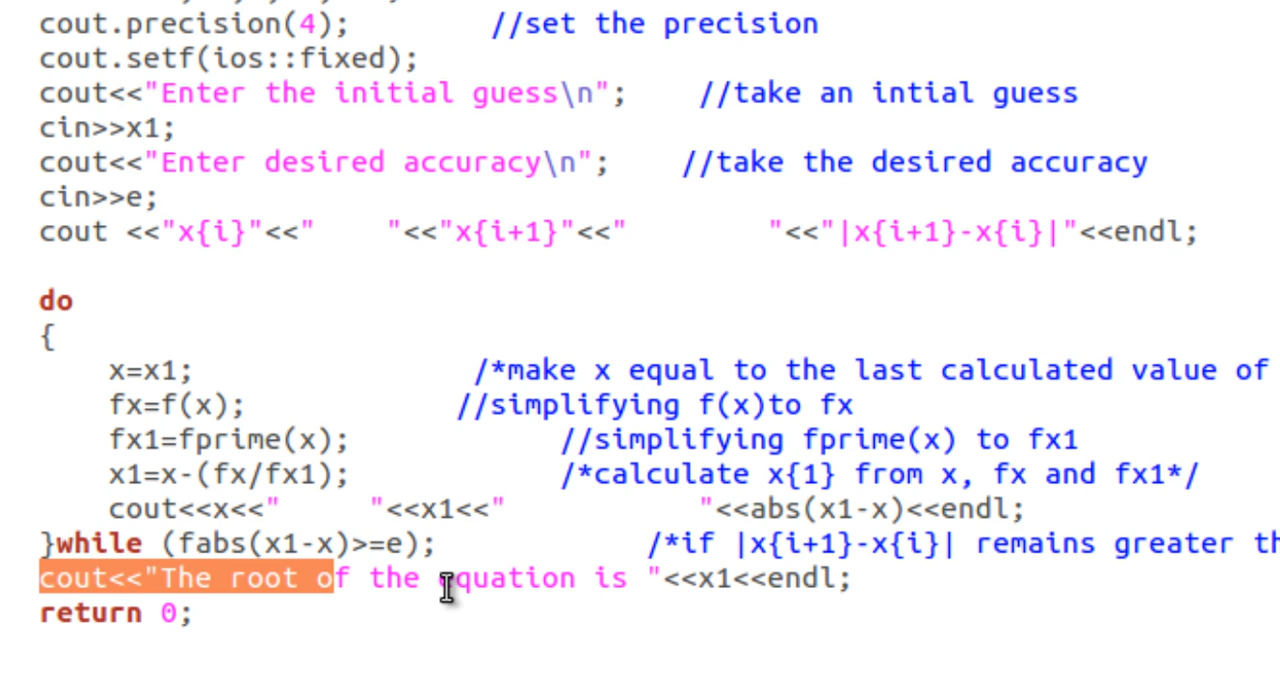 cout.precision(4);        //set the precision
cout.setf(ios::fixed);
cout<<"Enter the initial guess\n";    //take an intial guess
cin>>x1;
cout<<"Enter desired accuracy\n";    //take the desired accuracy
cin>>e;
cout <<"x{i}"<<"    "<<"x{i+1}"<<"        "<<"|x{i+1}-x{i}|"<<endl;
do
{
    x=x1;                /*make x equal to the last calculated value of
    fx=f(x);            //simplifying f(x)to fx
    fx1=fprime(x);            //simplifying fprime(x) to fx1
    x1=x-(fx/fx1);            /*calculate x{1} from x, fx and fx1*/
    cout<<x<<"     "<<x1<<"           "<<abs(x1-x)<<endl;
}while (fabs(x1-x)>=e);            /*if |x{i+1}-x{i}| remains greater
cout<<"The root of the equation is "<<x1<<endl;
return 0;